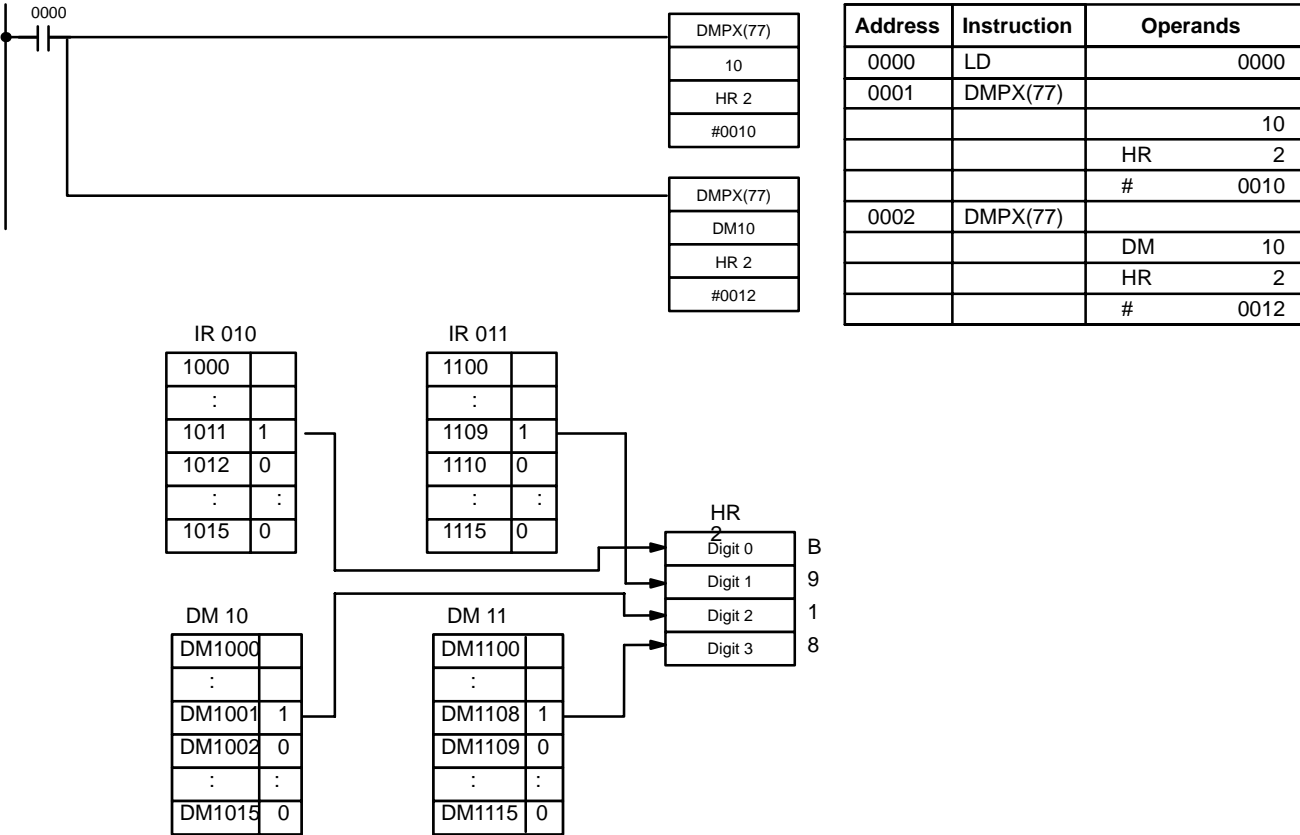 0000
DMPX(77)
10
HR 2
#0010
DMPX(77)
DM10
HR 2
#0012
Address Instruction Operands
0000 LD 0000
0001 DMPX(77)
10
HR 2
# 0010
0002 DMPX(77)
DM 10
HR 2
# 0012
IR 010
1000
:
1011 1
1012 0
: :
1015 0
IR 011
1100
:
1109 1
1110 0
: :
1115 0
HR
2
Digit 0 B
Digit 1 9
Digit 2 1
Digit 3 8
DM 10
DM1000
:
DM1001 1
DM1002 0
: :
DM1015 0
DM 11
DM1100
:
DM1108 1
DM1109 0
: :
DM1115 0